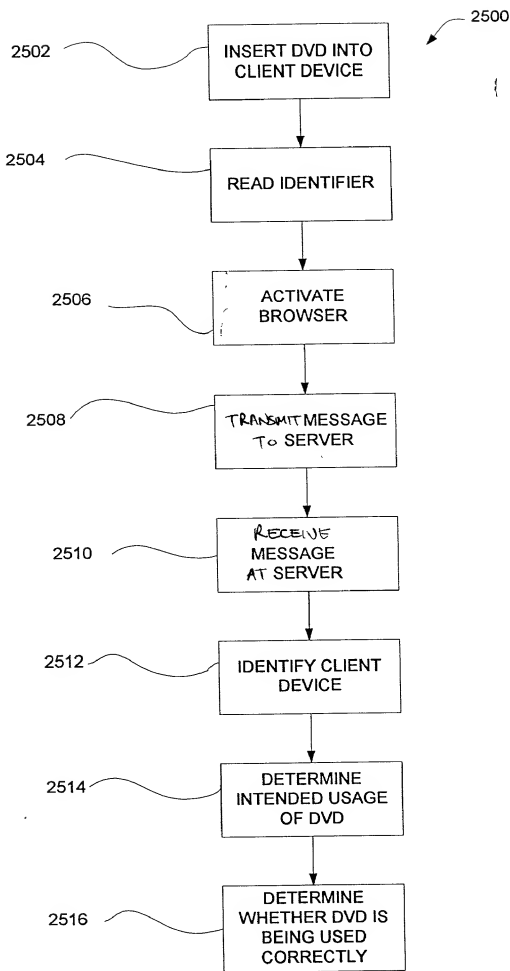 2500
2502
INSERT DVD INTO
CLIENT DEVICE
2504
READ IDENTIFIER
2506
ACTIVATE
BROWSER
2508
TRANSMIT MESSAGE
TO SERVER
2510
RECEIVE
MESSAGE
AT SERVER
2512
IDENTIFY CLIENT
DEVICE
2514
DETERMINE
INTENDED USAGE
OF DVD
2516
DETERMINE
WHETHER DVD IS
BEING USED
CORRECTLY